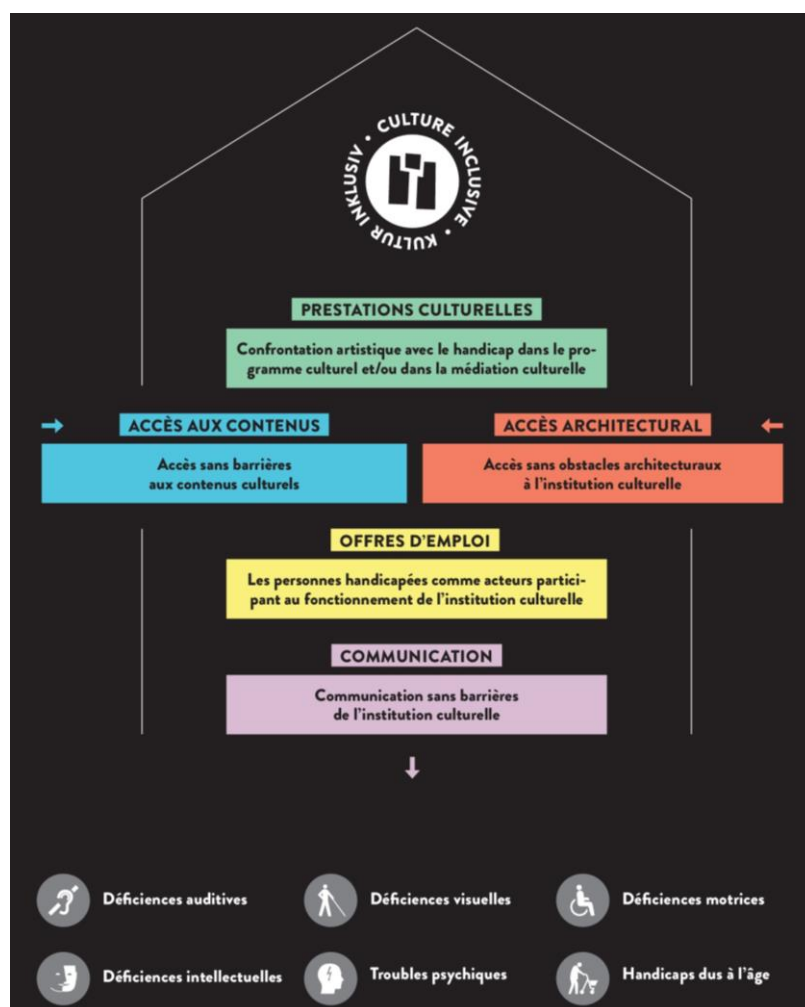 CULTURE INCLUSIVE • KULTUR INKLUSIV •
PRESTATIONS CULTURELLES
Confrontation artistique avec le handicap dans le pro-
gramme culturel et/ou dans la médiation culturelle
ACCÈS AUX CONTENUS
Accès sans barrières
aux contenus culturels
ACCÈS ARCHITECTURAL
Accès sans obstacles architecturaux
à l’institution culturelle
OFFRES D’EMPLOI
Les personnes handicapées comme acteurs partici-
pant au fonctionnement de l’institution culturelle
COMMUNICATION
Communication sans barrières
de l’institution culturelle
Déficiences auditives
Déficiences visuelles
Déficiences motrices
Déficiences intellectuelles
Troubles psychiques
Handicaps dus à l’âge